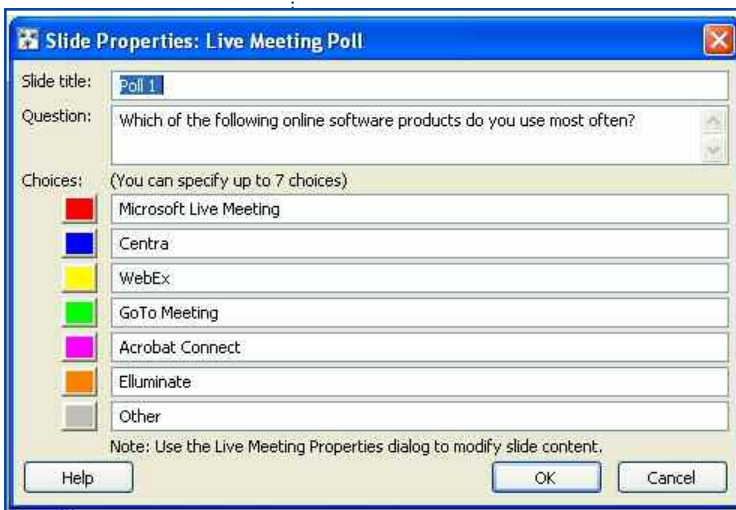 Slide Properties: Live Meeting Poll
Slide title: Poll 1
Question: Which of the following online software products do you use most often?
Choices: (You can specify up to 7 choices)
Microsoft Live Meeting
Centra
WebEx
GoTo Meeting
Acrobat Connect
Elluminate
Other
Note: Use the Live Meeting Properties dialog to modify slide content.
Help OK Cancel